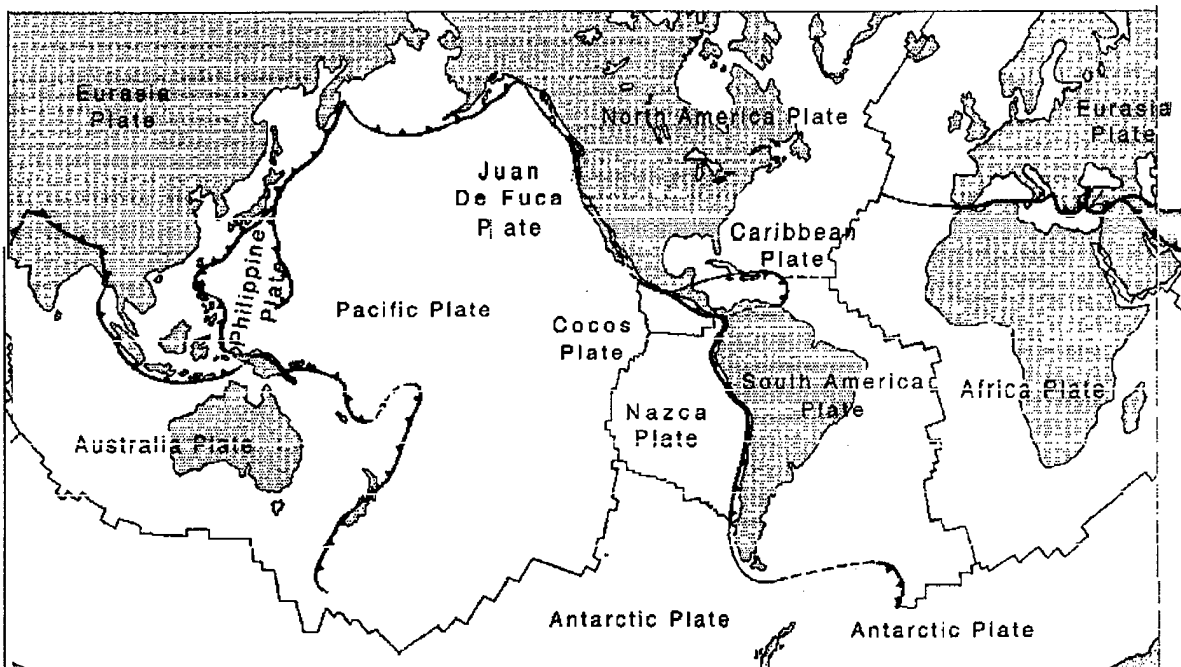 Eurasia
Plate
North America Plate
Eurasia
Plate
Juan
De Fuca
Plate
Caribbean
Plate
Philippine
Plate
Pacific Plate
Cocos
Plate
South America
Plate
Africa Plate
Nazca
Plate
Australia Plate
Antarctic Plate
Antarctic Plate